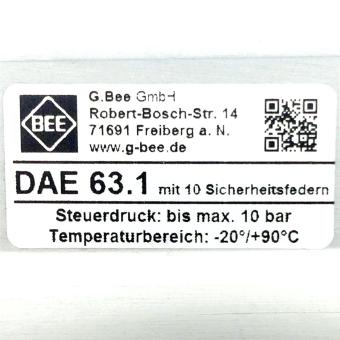 BEE
G.Bee GmbH
Robert-Bosch-Str. 14
71691 Freiberg a. N.
www.g-bee.de
DAE 63.1 mit 10 Sicherheitsfedern
Steuerdruck: bis max. 10 bar
Temperaturbereich: -20°/+90°C